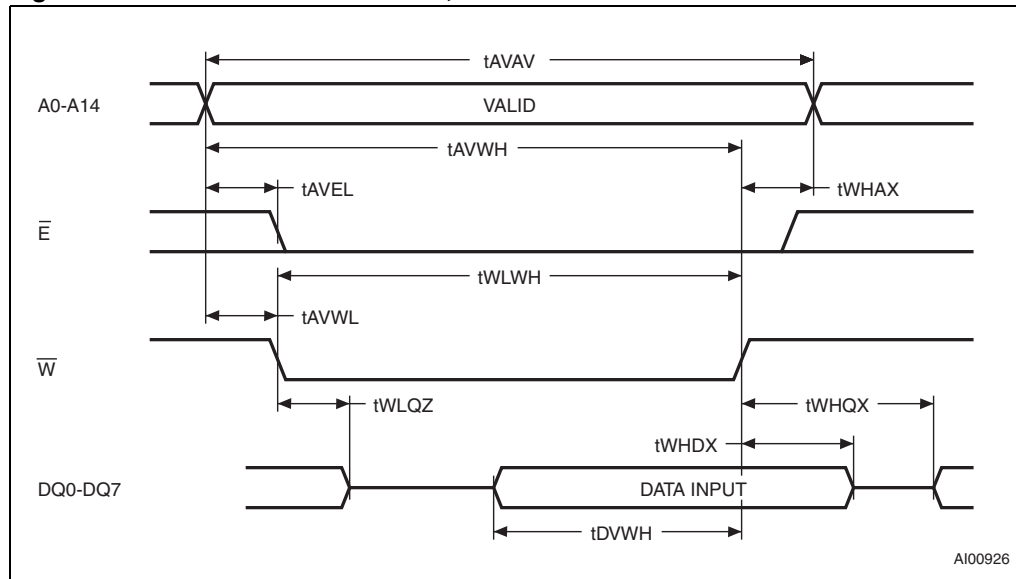 tAVAV
A0-A14
VALID
tAVWH
tAVEL
tWHAX
E
tWLWH
tAVWL
W
tWLQZ
tWHQX
tWHDX
DQ0-DQ7
DATA INPUT
tDVWH
AI00926